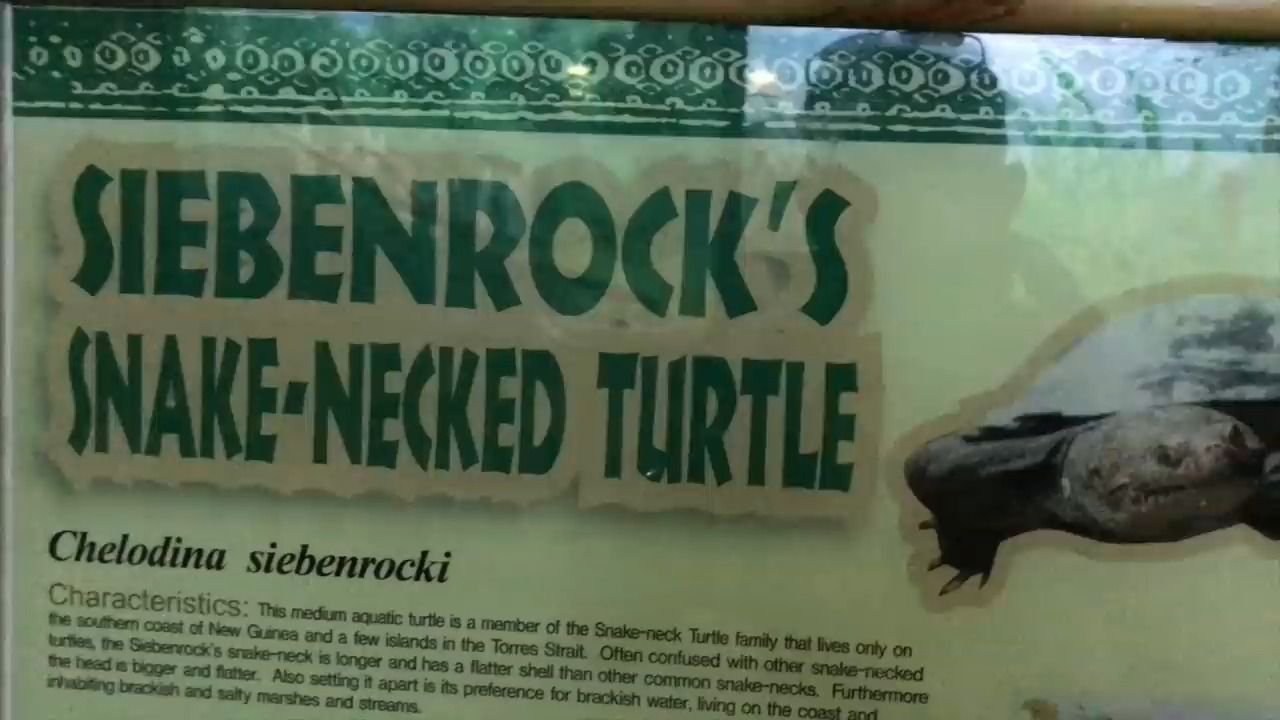 SIEBENROCK'S
SNAKE-NECKED TURTLE
Chelodina siebenrocki
Characteristics: This medium aquatic turtle is a member of the Snake-neck Turtle family that lives only on
the southern coast of New Guinea and a few islands in the Torres Strait. Often confused with other snake-necked
turtles, the Siebenrock's snake-neck is longer and has a flatter shell than other common snake-necks. Furthermore
the head is bigger and flatter. Also setting it apart is its preference for brackish water, living on the coast and
inhabiting brackish and salty marshes and streams.